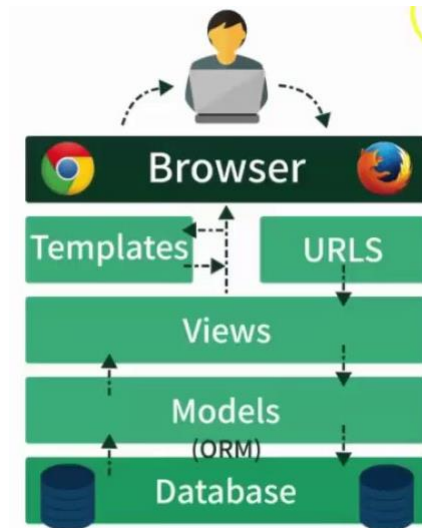 Browser
Templates
URLS
Views
Models
(ORM)
Database